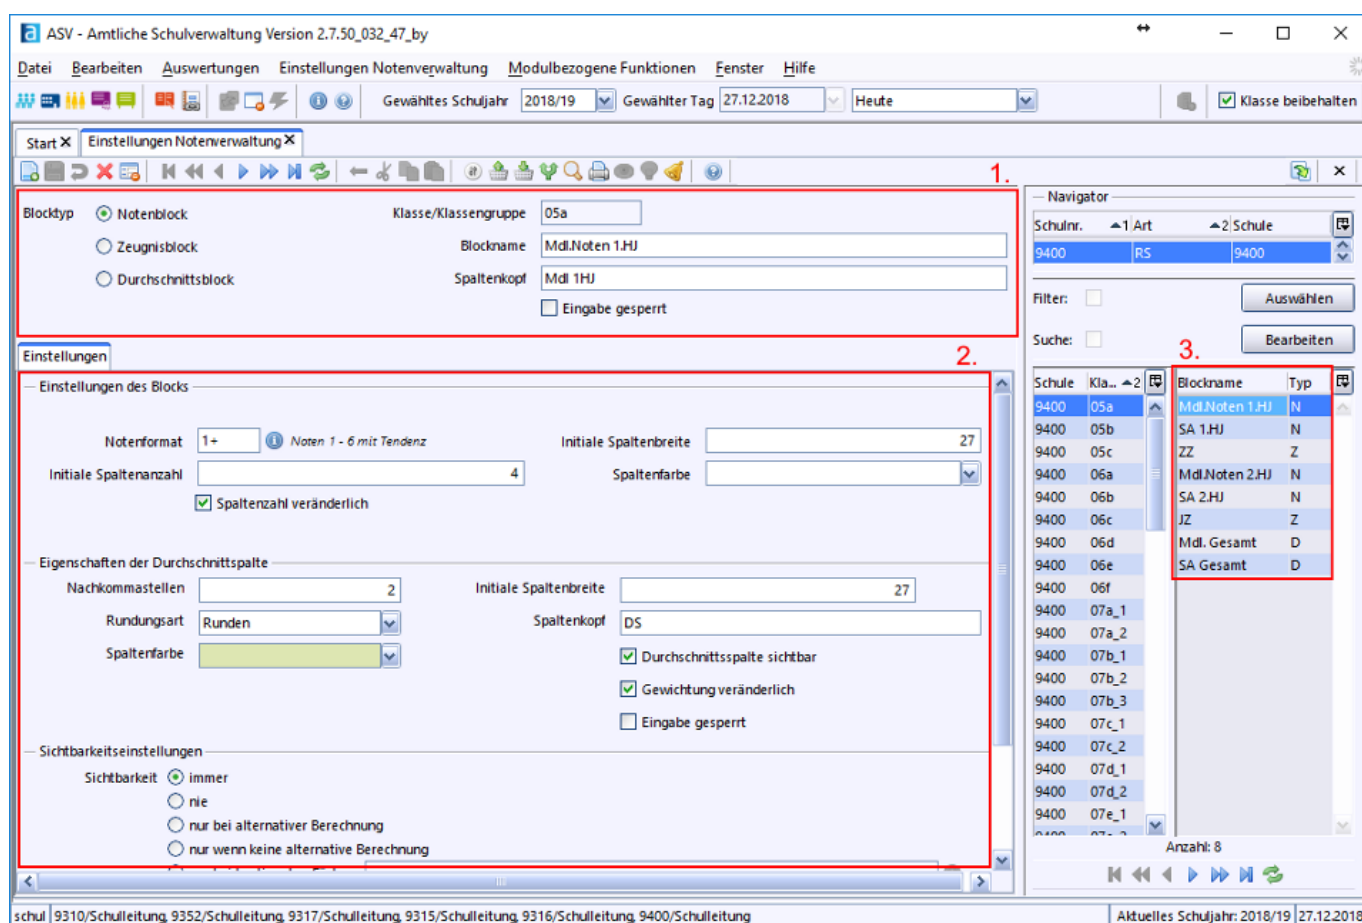 ASV - Amtliche Schulverwaltung Version 2.7.50_032_47_by
Datei Bearbeiten Auswertungen Einstellungen Notenverwaltung Modulbezogene Funktionen Fenster Hilfe
Gewähltes Schuljahr 2018/19 Gewählter Tag 27.12.2018 Heute Klasse beibehalten
Start Einstellungen Notenverwaltung
1.
Blocktyp Notenblock Klasse/Klassengruppe 05a
Zeugnisblock Blockname Mdl.Noten 1.HJ
Durchschnittsblock Spaltenkopf Mdl 1HJ
Eingabe gesperrt
Einstellungen
2.
Einstellungen des Blocks
Notenformat 1+ Noten 1 - 6 mit Tendenz Initiale Spaltenbreite 27
Initiale Spaltenanzahl 4 Spaltenfarbe
Spaltenzahl veränderlich
Eigenschaften der Durchschnittspalte
Nachkommastellen 2 Initiale Spaltenbreite 27
Rundungsart Runden Spaltenkopf DS
Spaltenfarbe Durchschnittsspalte sichtbar
Gewichtung veränderlich
Eingabe gesperrt
Sichtbarkeitseinstellungen
Sichtbarkeit immer
nie
nur bei alternativer Berechnung
nur wenn keine alternative Berechnung
Navigator
Schulnr. 1 Art 2 Schule
9400 RS 9400
Filter: Auswählen
Suche: Bearbeiten
3.
Schule Kla... 2 Blockname Typ
9400 05a Mdl.Noten 1.HJ N
9400 05b SA 1.HJ N
9400 05c ZZ Z
9400 06a Mdl.Noten 2.HJ N
9400 06b SA 2.HJ N
9400 06c JZ Z
9400 06d Mdl. Gesamt D
9400 06e SA Gesamt D
9400 06f
9400 07a_1
9400 07a_2
9400 07b_1
9400 07b_2
9400 07b_3
9400 07c_1
9400 07c_2
9400 07d_1
9400 07d_2
9400 07e_1
Anzahl: 8
schul 9310/Schulleitung, 9352/Schulleitung, 9317/Schulleitung, 9315/Schulleitung, 9316/Schulleitung, 9400/Schulleitung Aktuelles Schuljahr: 2018/19 27.12.2018